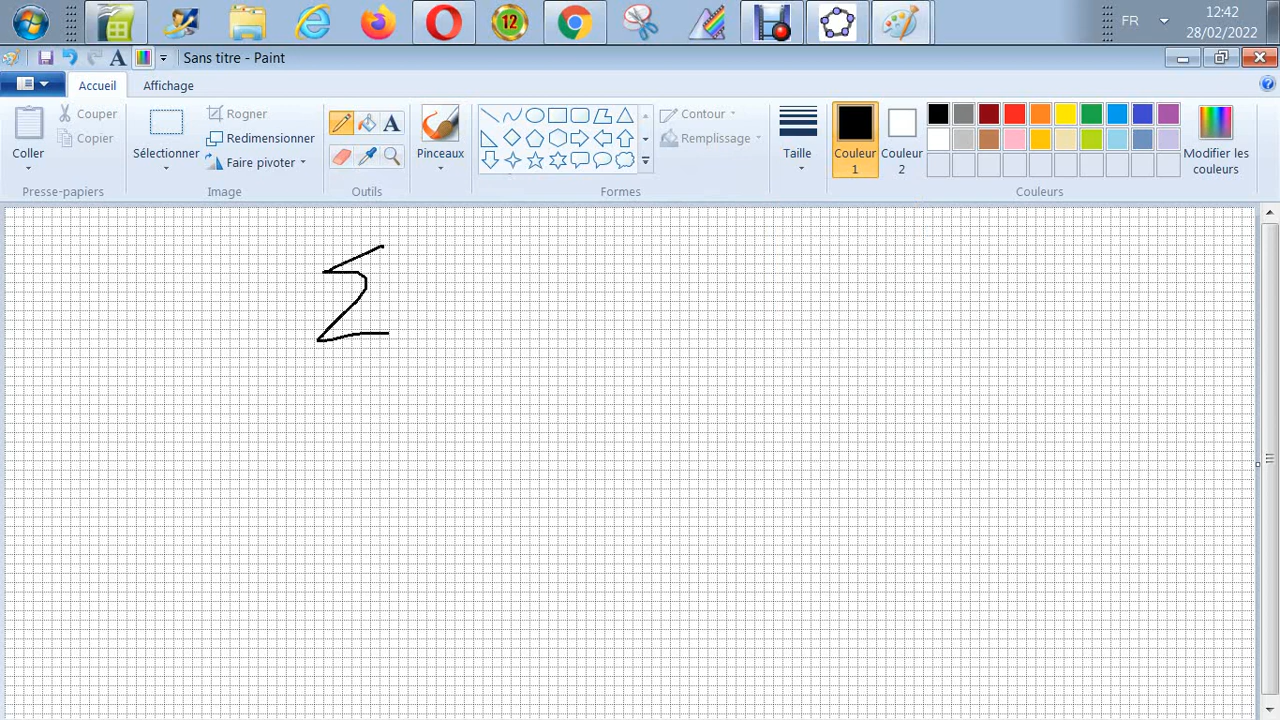 12
FR
12:42
28/02/2022
Sans titre - Paint
Accueil
Affichage
Coller
Couper
Copier
Presse-papiers
Sélectionner
Rogner
Redimensionner
Faire pivoter
Image
A
Outils
Pinceaux
Formes
Contour
Remplissage
Taille
Couleur 1
Couleur 2
Modifier les couleurs
Couleurs